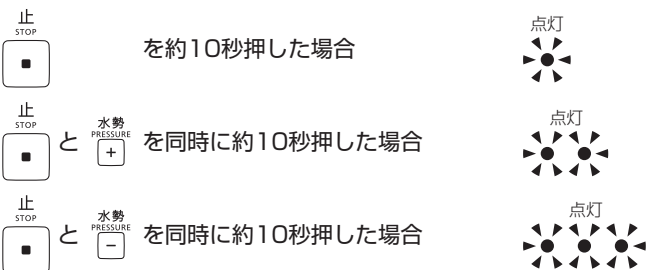 止
STOP
を約10秒押した場合
点灯
止
STOP
と
水勢
PRESSURE
+
を同時に約10秒押した場合
点灯
止
STOP
と
水勢
PRESSURE
−
を同時に約10秒押した場合
点灯